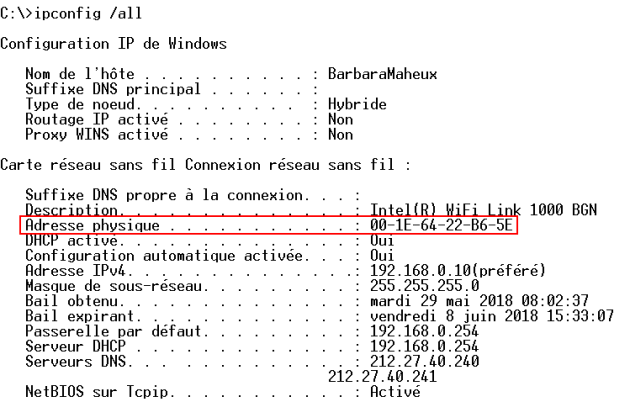 C:\>ipconfig /all
Configuration IP de Windows
Nom de l'hôte . . . . . . . . . . : BarbaraMaheux
Suffixe DNS principal . . . . . . :
Type de noeud. . . . . . . . . . : Hybride
Routage IP activé . . . . . . . . : Non
Proxy WINS activé . . . . . . . . : Non
Carte réseau sans fil Connexion réseau sans fil :
Suffixe DNS propre à la connexion. . . :
Description. . . . . . . . . . . . . . : Intel(R) WiFi Link 1000 BGN
Adresse physique . . . . . . . . . . . : 00-1E-64-22-B6-5E
DHCP activé. . . . . . . . . . . . . . : Oui
Configuration automatique activée. . . : Oui
Adresse IPv4. . . . . . . . . . . . . .: 192.168.0.10(préféré)
Masque de sous-réseau. . . . . . . . . : 255.255.255.0
Bail obtenu. . . . . . . . . . . . . . : mardi 29 mai 2018 08:02:37
Bail expirant. . . . . . . . . . . . . : vendredi 8 juin 2018 15:33:07
Passerelle par défaut. . . . . . . . . : 192.168.0.254
Serveur DHCP . . . . . . . . . . . . . : 192.168.0.254
Serveurs DNS. . . . . . . . . . . . . : 212.27.40.240
212.27.40.241
NetBIOS sur Tcpip. . . . . . . . . . . : Activé